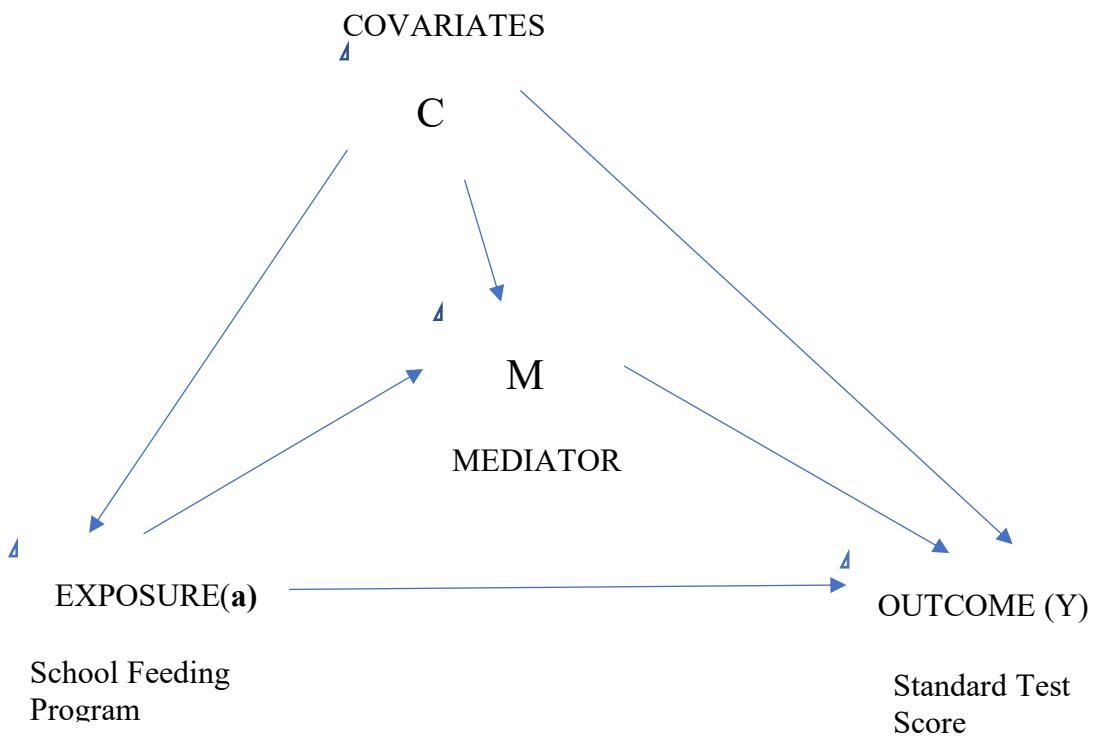 COVARIATES
C
M
MEDIATOR
EXPOSURE(a)
OUTCOME (Y)
School Feeding
Program
Standard Test
Score